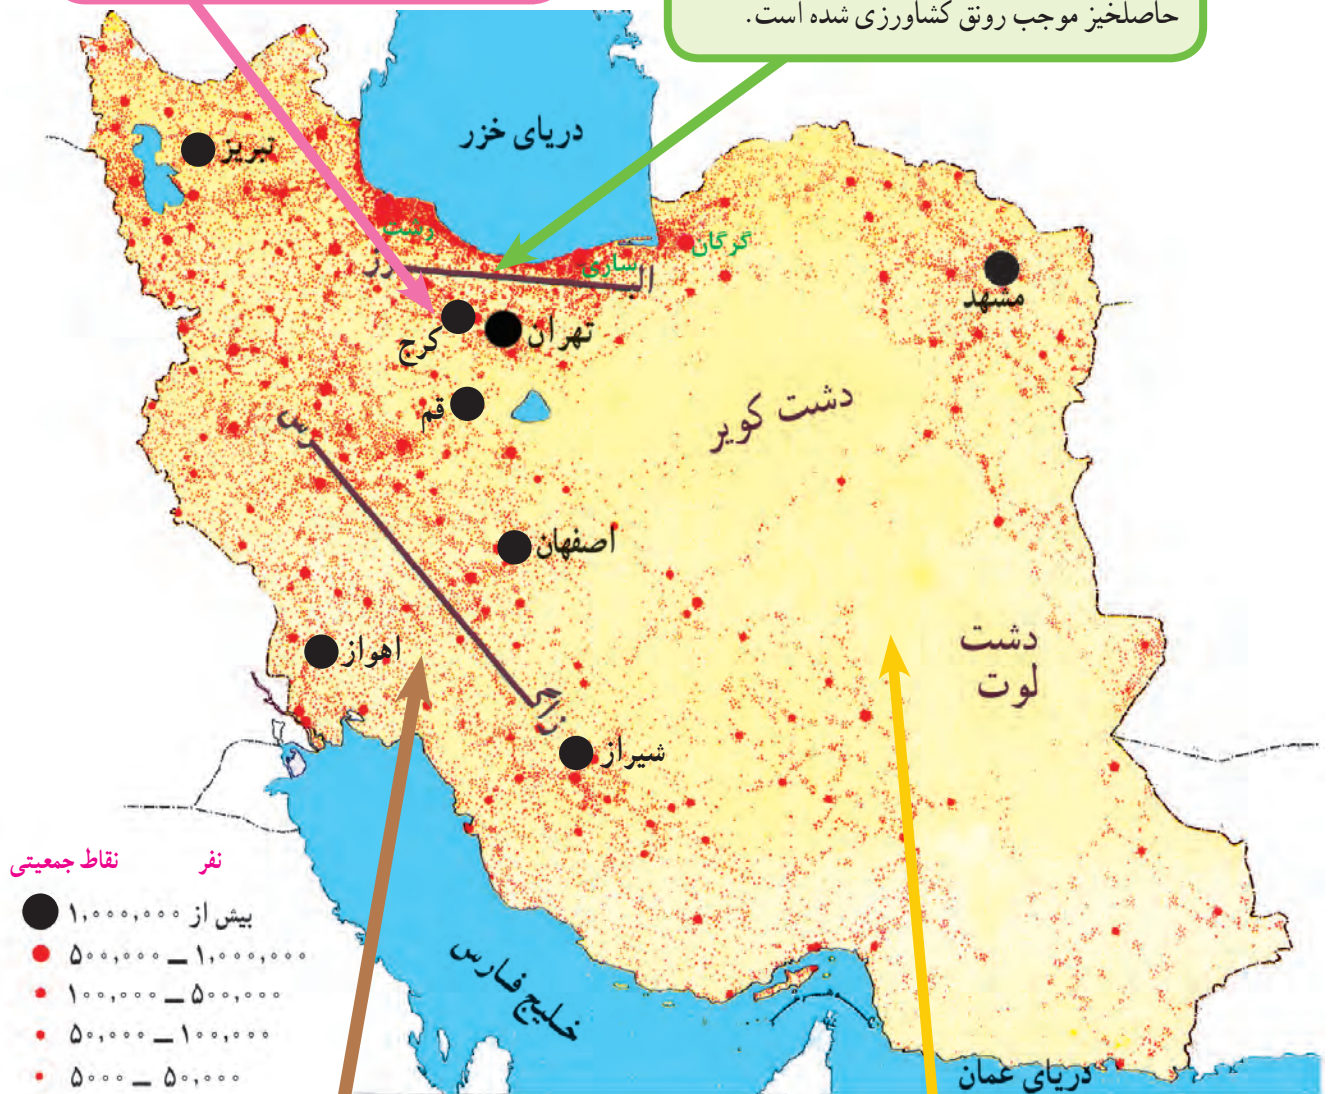 حاصلخیز موجب رونق کشاورزی شده است.
دریای خزر
تبریز
رشت
ساری
گرگان
البرز
مشهد
کرج
تهران
قم
دشت کویر
زاگرس
اصفهان
دشت
لوت
اهواز
شیراز
خلیج فارس
دریای عمان
نقاط جمعیتی نفر
بیش از ۱,۰۰۰,۰۰۰
۵۰۰,۰۰۰ – ۱,۰۰۰,۰۰۰
۱۰۰,۰۰۰ – ۵۰۰,۰۰۰
۵۰,۰۰۰ – ۱۰۰,۰۰۰
۵۰۰۰ – ۵۰,۰۰۰